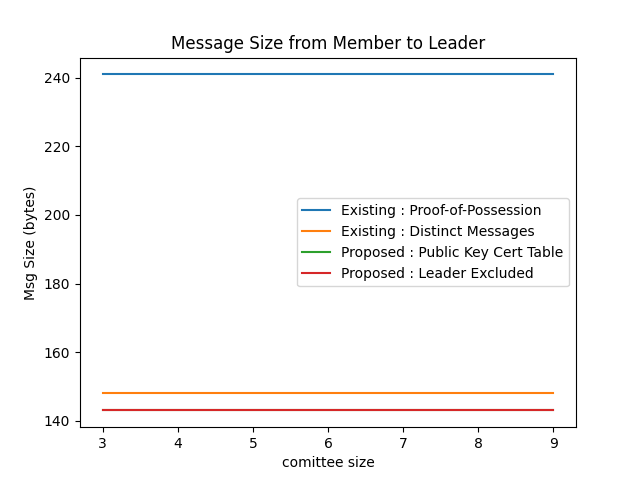 Message Size from Member to Leader
240
220
200
180
160
140
Msg Size (bytes)
Existing : Proof-of-Possession
Existing : Distinct Messages
Proposed : Public Key Cert Table
Proposed : Leader Excluded
3 4 5 6 7 8 9
comittee size